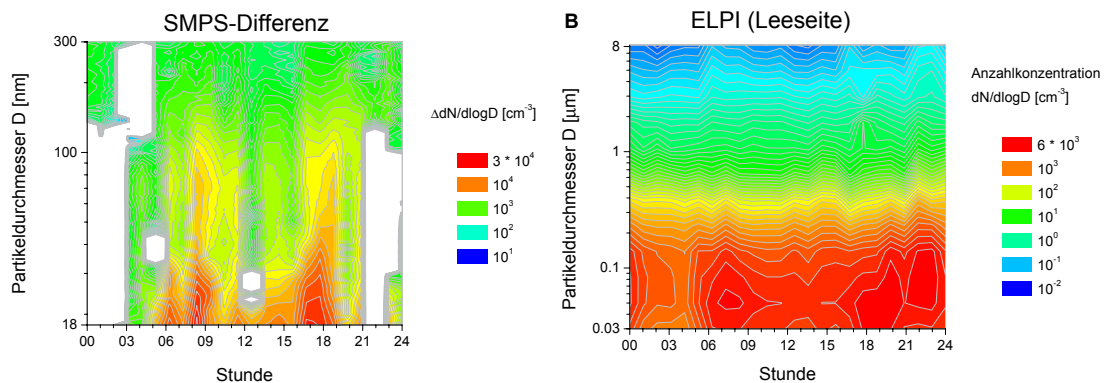 SMPS-Differenz
300
100
18
Partikeldurchmesser D [nm]
00 03 06 09 12 15 18 21 24
Stunde
ΔdN/dlogD [cm-3]
3 * 10⁴
10⁴
10³
10²
10¹
B
ELPI (Leeseite)
8
1
0.1
0.03
Partikeldurchmesser D [µm]
00 03 06 09 12 15 18 21 24
Stunde
Anzahlkonzentration
dN/dlogD [cm-3]
6 * 10³
10³
10²
10¹
10⁰
10-1
10-2